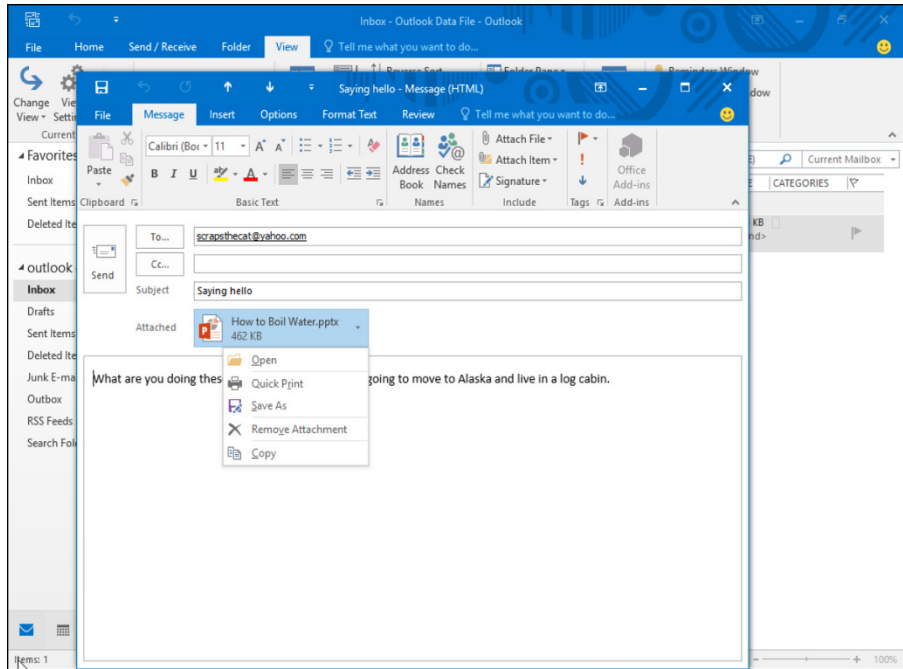 Inbox - Outlook Data File - Outlook
File Home Send / Receive Folder View Tell me what you want to do...
Change
View
Current
Reminders Window
Saying hello - Message (HTML)
File Message Insert Options Format Text Review Tell me what you want to do...
Paste
Calibri (Boc 11
B I U
Address Book
Check Names
Attach File
Attach Item
Signature
Office Add-ins
Clipboard Basic Text Names Include Tags Add-ins
Favorites
Inbox
Sent Items
Deleted Ite
outlook
Inbox
Drafts
Sent Items
Deleted Ite
Junk E-ma
Outbox
RSS Feeds
Search Fol
Current Mailbox
CATEGORIES
KB
nd>
Send
To... scrapsthecat@yahoo.com
Cc...
Subject Saying hello
Attached How to Boil Water.pptx
462 KB
Open
Quick Print
Save As
Remove Attachment
Copy
What are you doing thes going to move to Alaska and live in a log cabin.
Items: 1
100%